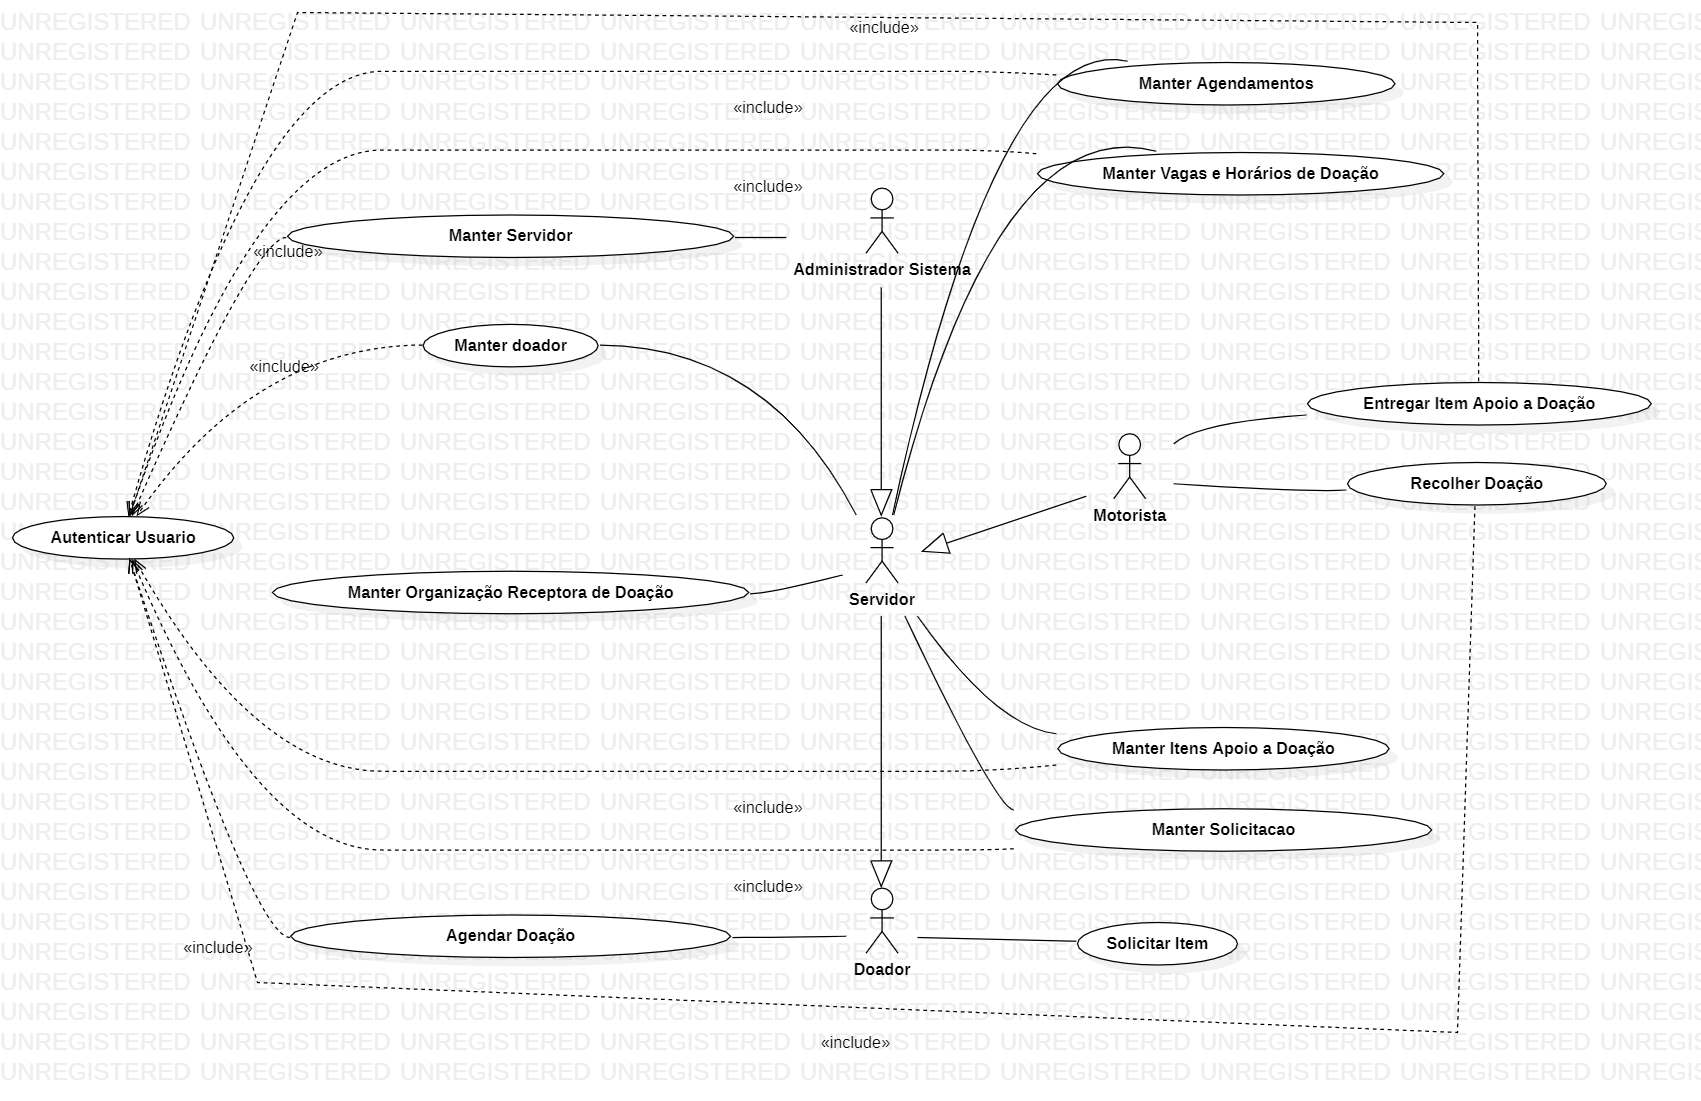 «include»
Manter Agendamentos
«include»
Manter Vagas e Horários de Doação
«include»
Manter Servidor
«include»
Administrador Sistema
Manter doador
«include»
Entregar Item Apoio a Doação
Recolher Doação
Motorista
Autenticar Usuario
Manter Organização Receptora de Doação
Servidor
Manter Itens Apoio a Doação
«include»
Manter Solicitacao
«include»
Agendar Doação
«include»
Solicitar Item
Doador
«include»
UNREGISTERED